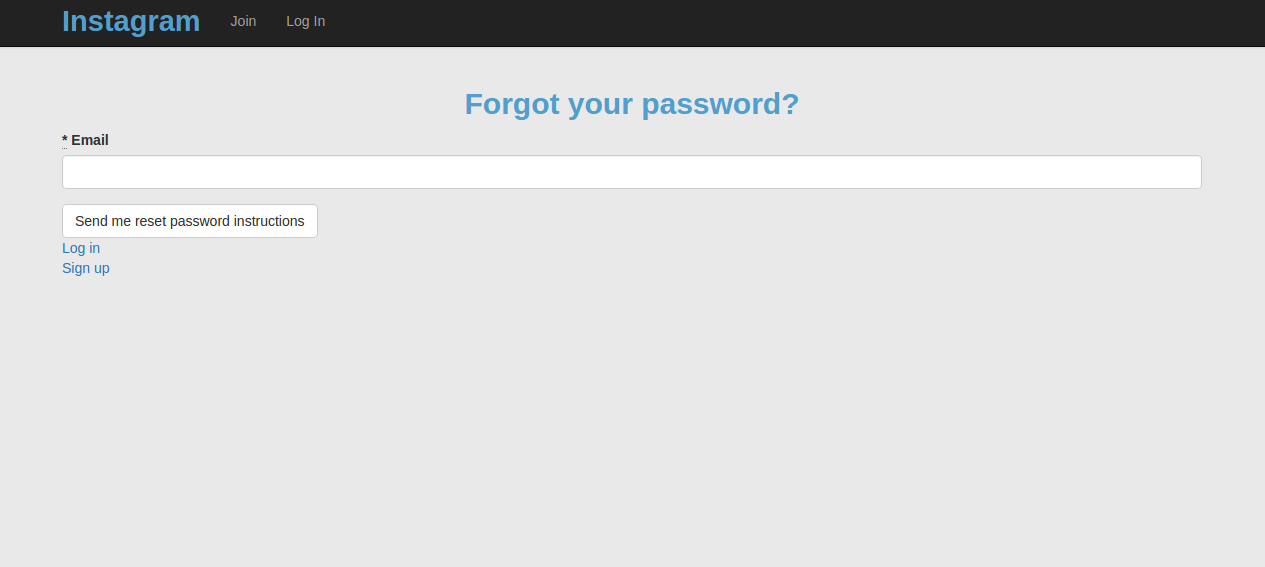 Instagram Join Log In
Forgot your password?
* Email
Send me reset password instructions
Log in
Sign up